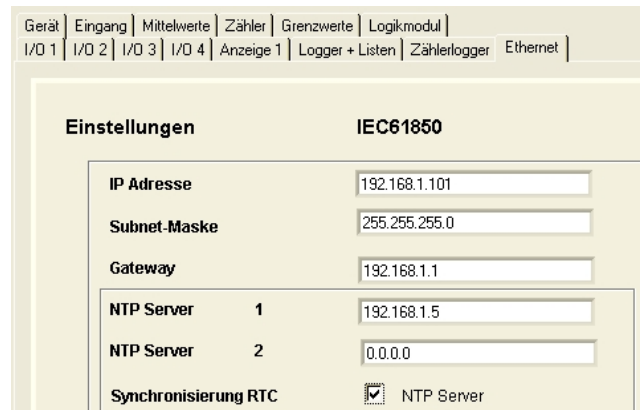 Gerät Eingang Mittelwerte Zähler Grenzwerte Logikmodul
I/O 1 I/O 2 I/O 3 I/O 4 Anzeige 1 Logger + Listen Zählerlogger Ethernet
Einstellungen IEC61850
IP Adresse 192.168.1.101
Subnet-Maske 255.255.255.0
Gateway 192.168.1.1
NTP Server 1 192.168.1.5
NTP Server 2 0.0.0.0
Synchronisierung RTC NTP Server